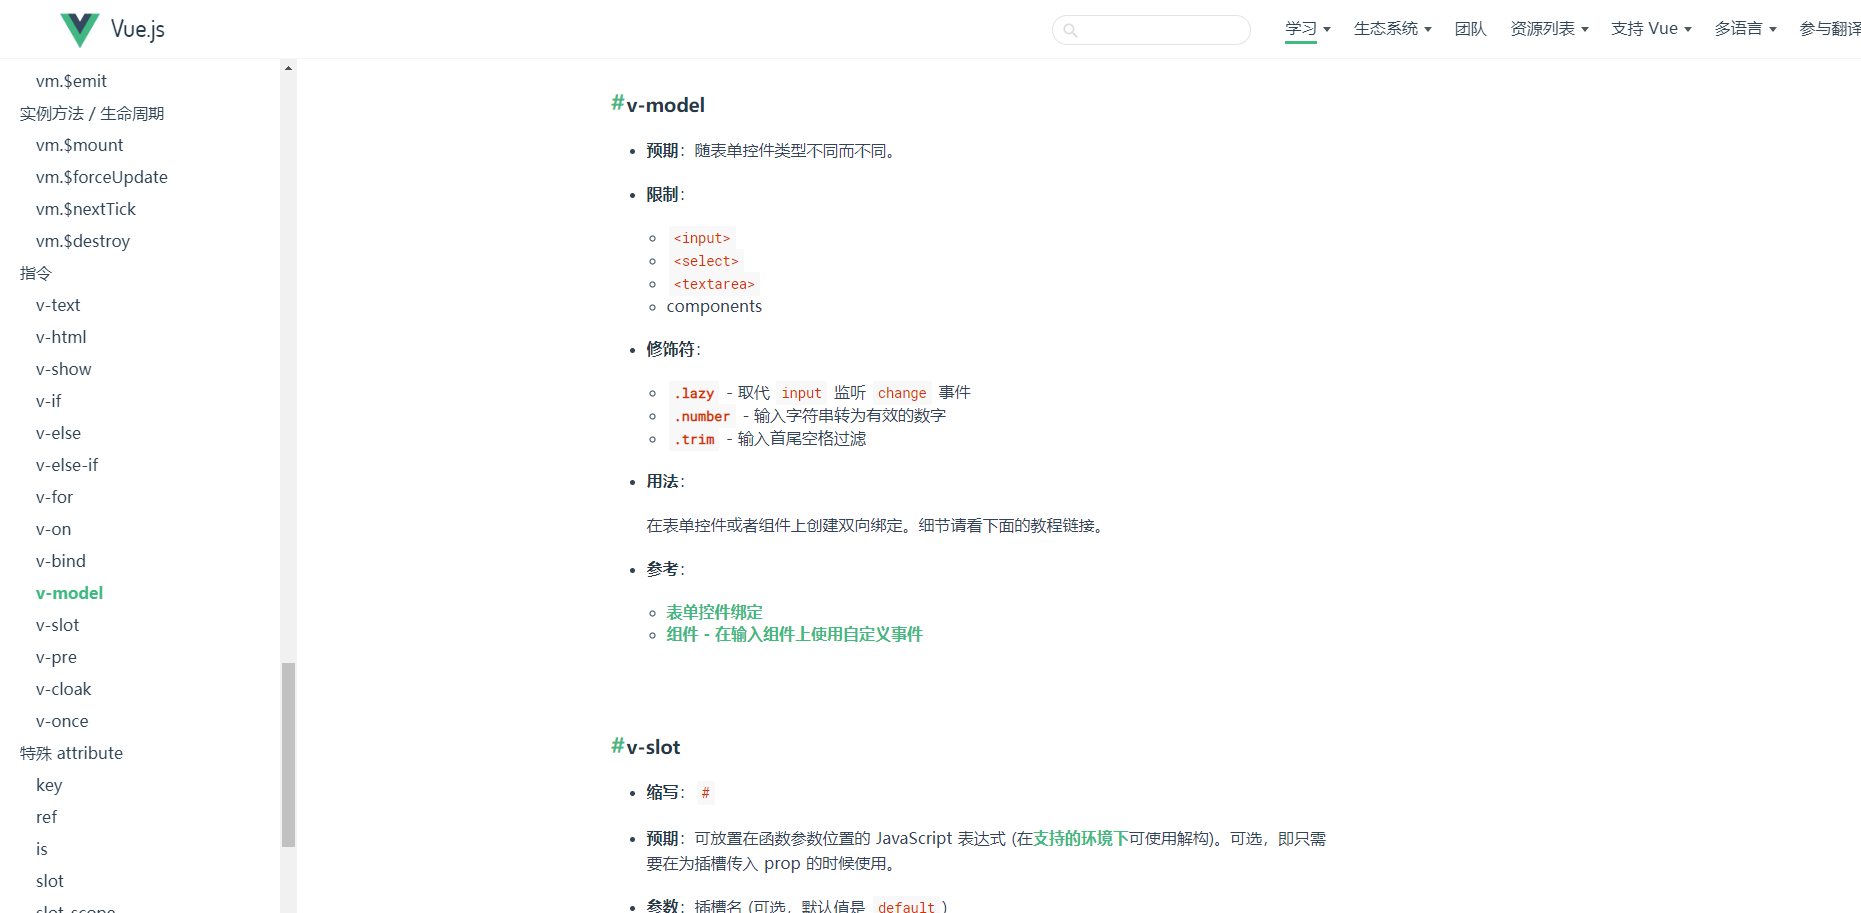 Vue.js
学习
生态系统
团队
资源列表
支持 Vue
多语言
参与翻译
vm.$emit
实例方法 / 生命周期
vm.$mount
vm.$forceUpdate
vm.$nextTick
vm.$destroy
指令
v-text
v-html
v-show
v-if
v-else
v-else-if
v-for
v-on
v-bind
v-model
v-slot
v-pre
v-cloak
v-once
特殊 attribute
key
ref
is
slot
slot-scope
#v-model
预期：随表单控件类型不同而不同。
限制：
<input>
<select>
<textarea>
components
修饰符：
.lazy - 取代 input 监听 change 事件
.number - 输入字符串转为有效的数字
.trim - 输入首尾空格过滤
用法：
在表单控件或者组件上创建双向绑定。细节请看下面的教程链接。
参考：
表单控件绑定
组件 - 在输入组件上使用自定义事件
#v-slot
缩写： #
预期：可放置在函数参数位置的 JavaScript 表达式 (在支持的环境下可使用解构)。可选，即只需
要在为插槽传入 prop 的时候使用。
参数：插槽名 (可选，默认值是 default )